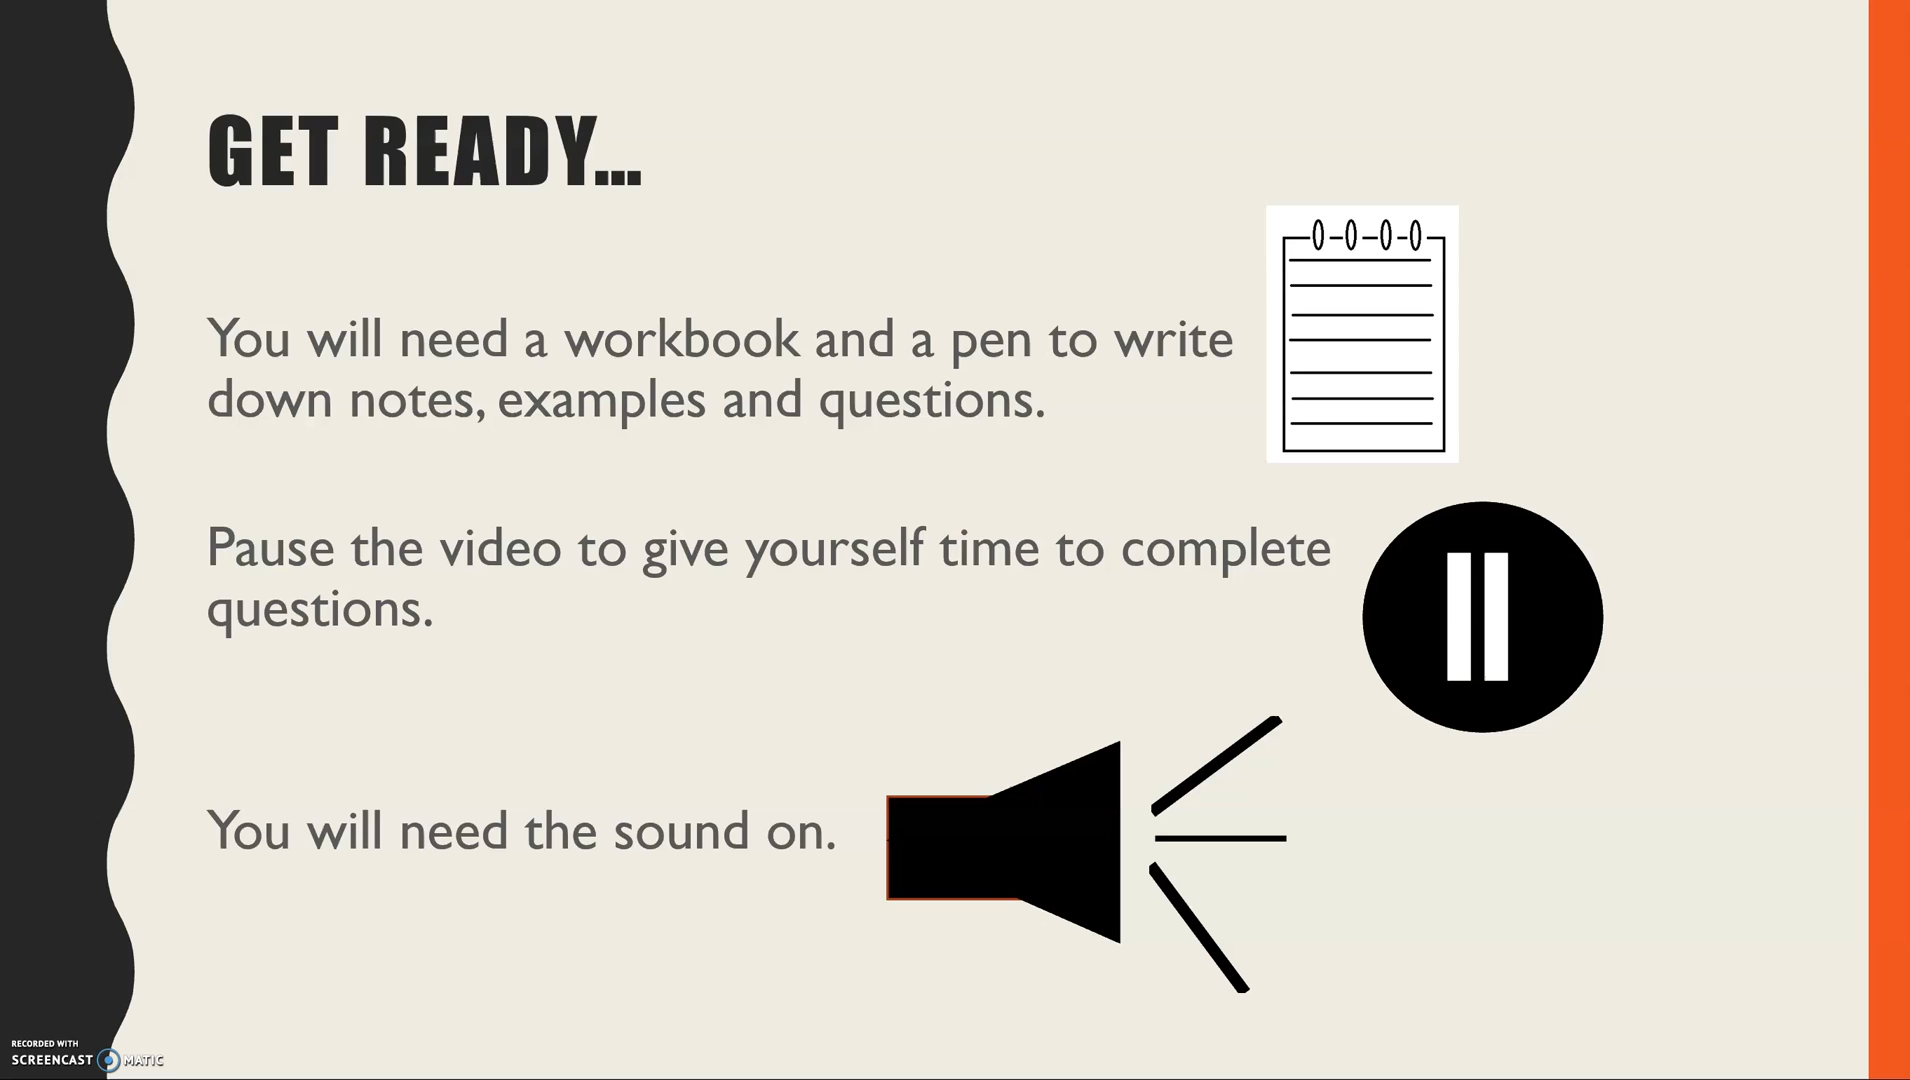 GET READY...
You will need a workbook and a pen to write
down notes, examples and questions.
Pause the video to give yourself time to complete
questions.
You will need the sound on.
RECORDED WITH
SCREENCAST MATIC